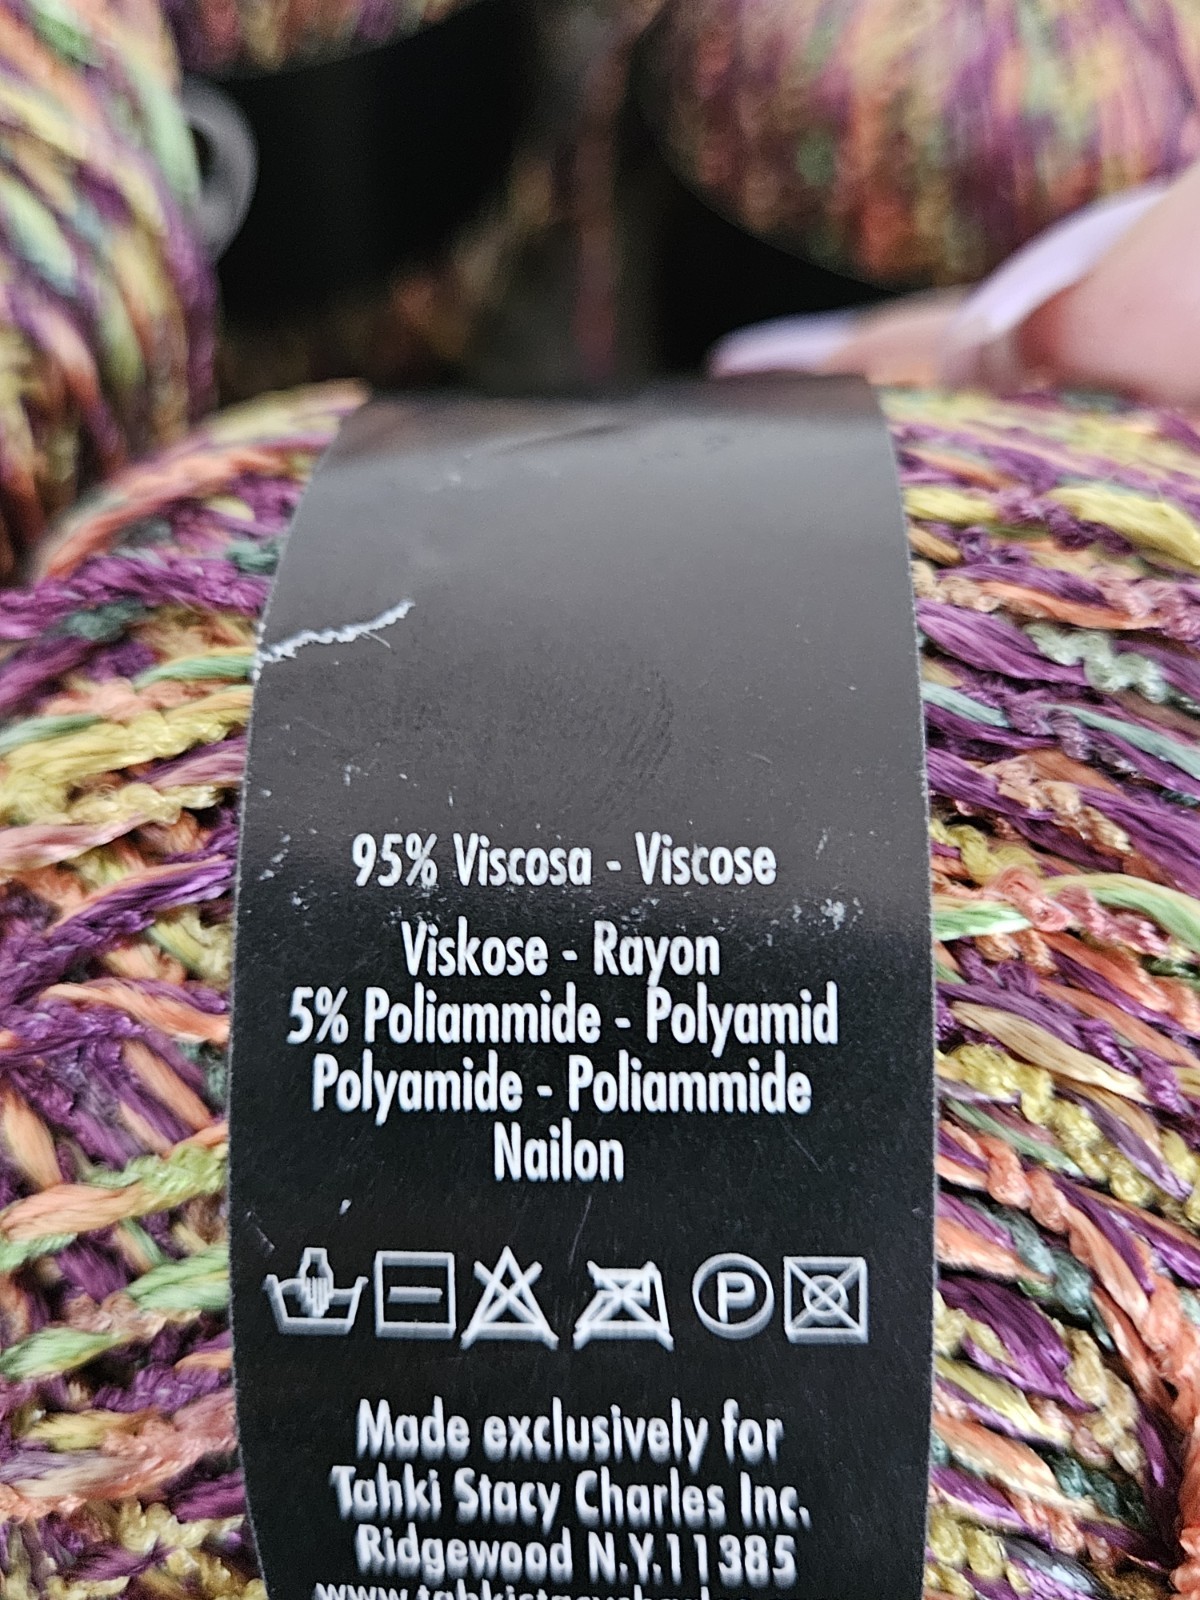 95% Viscosa - Viscose
Viskose - Rayon
5% Poliammide - Polyamid
Polyamide - Poliammide
Nailon
P
Made exclusively for
Tahki Stacy Charles Inc.
Ridgewood N.Y.11385